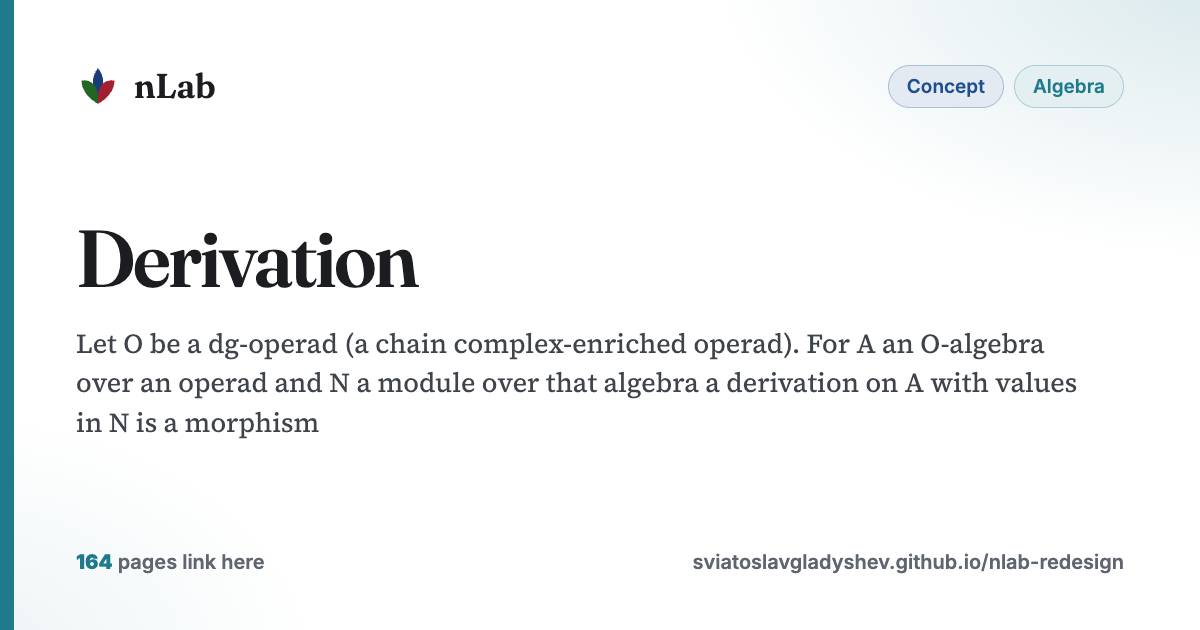 nLab
Concept
Algebra
Derivation
Let O be a dg-operad (a chain complex-enriched operad). For A an O-algebra
over an operad and N a module over that algebra a derivation on A with values
in N is a morphism
164 pages link here
sviatoslavgladyshev.github.io/nlab-redesign